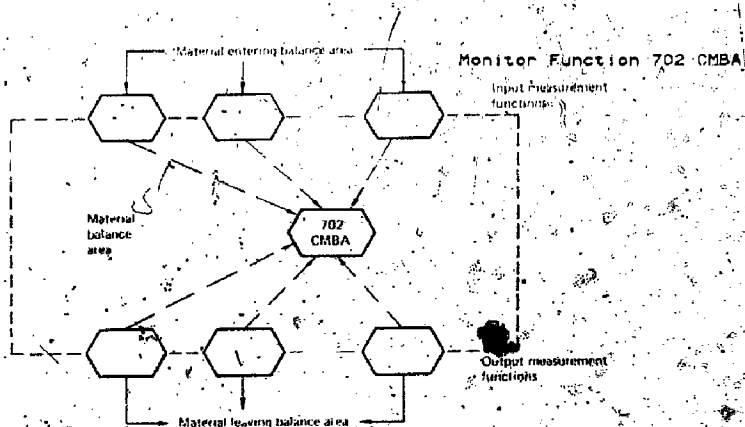 Material entering balance area
Monitor Function 702 CMBA
Input measurement
functions
Material
balance
area
702
CMBA
Output measurement
functions
Material leaving balance area